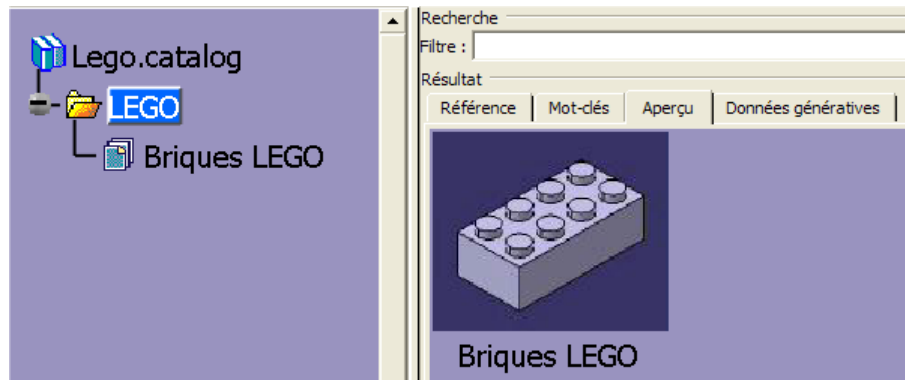 Lego.catalog
LEGO
Briques LEGO
Recherche
Filtre :
Résultat
Référence
Mot-clés
Aperçu
Données génératives
Briques LEGO